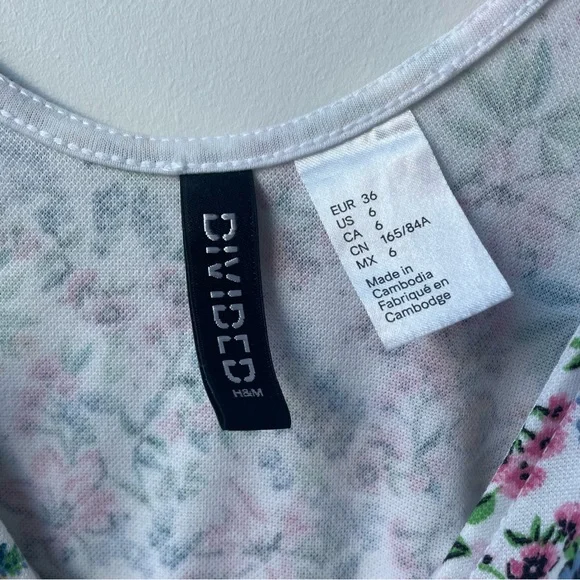 DIVIDED
H&M
EUR 36
US 6
CA 6
CN 165/84A
MX 6
Made in
Cambodia
Fabriqué en
Cambodge